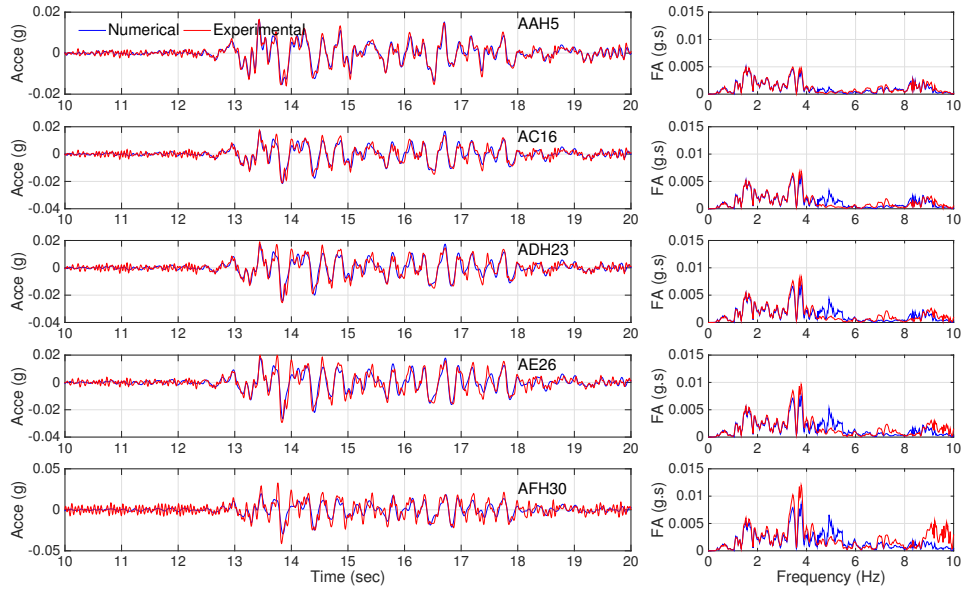 0.02 0.015
Numerical Experimental AAH5
Acce (g) 0 FA (g.s) 0.01
0.005
-0.02 0
10 11 12 13 14 15 16 17 18 19 20 0 2 4 6 8 10
0.02 AC16 0.015
Acce (g) 0 FA (g.s) 0.01
-0.02 0.005
-0.04 0
10 11 12 13 14 15 16 17 18 19 20 0 2 4 6 8 10
0.02 ADH23 0.015
Acce (g) 0 FA (g.s) 0.01
-0.02 0.005
-0.04 0
10 11 12 13 14 15 16 17 18 19 20 0 2 4 6 8 10
0.02 AE26 0.015
Acce (g) 0 FA (g.s) 0.01
-0.02 0.005
-0.04 0
10 11 12 13 14 15 16 17 18 19 20 0 2 4 6 8 10
0.05 AFH30 0.015
Acce (g) 0 FA (g.s) 0.01
0.005
-0.05 0
10 11 12 13 14 15 16 17 18 19 20 0 2 4 6 8 10
Time (sec) Frequency (Hz)